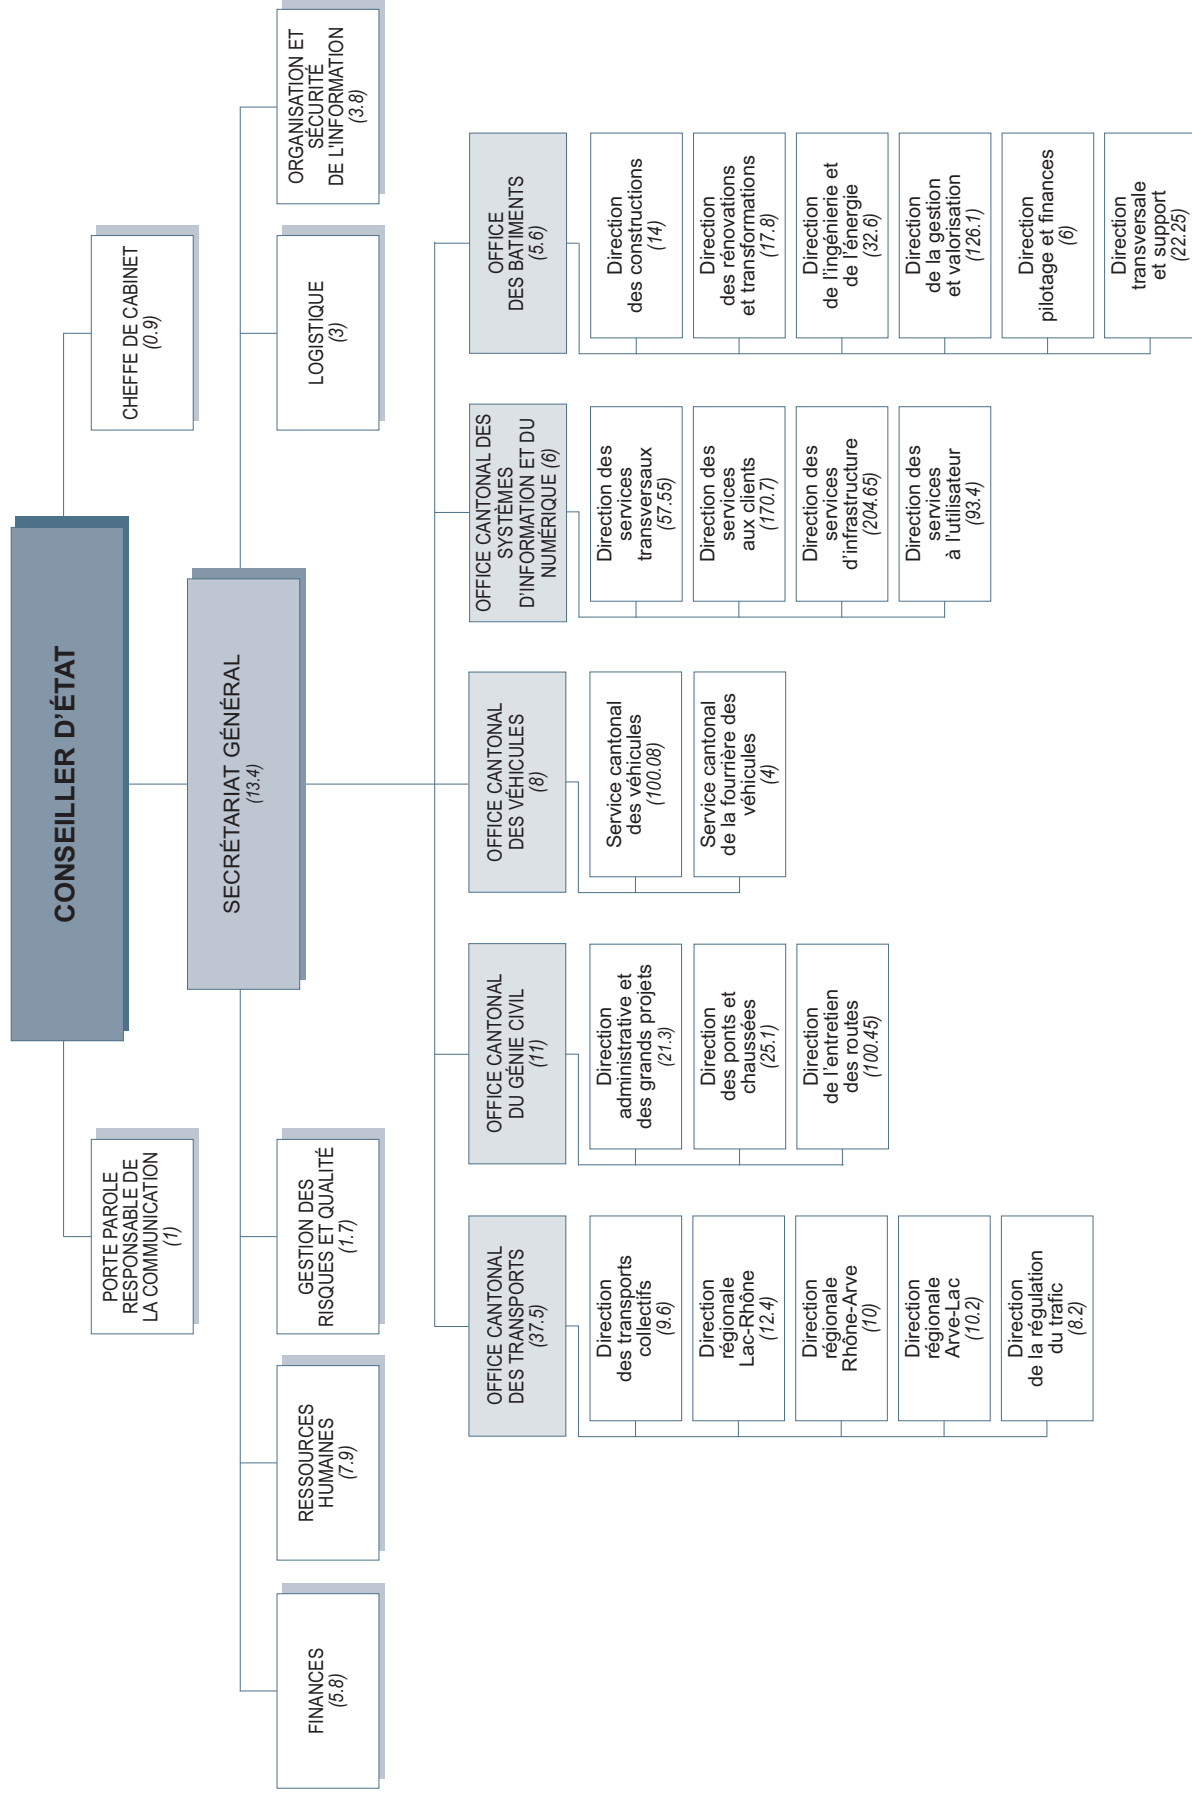 CONSEILLER D'ÉTAT
PORTE PAROLE
RESPONSABLE DE
LA COMMUNICATION
(1)
CHEFFE DE CABINET
(0.9)
SECRÉTARIAT GÉNÉRAL
(13.4)
FINANCES
(5.8)
RESSOURCES
HUMAINES
(7.9)
GESTION DES
RISQUES ET QUALITÉ
(1.7)
LOGISTIQUE
(3)
ORGANISATION ET
SÉCURITÉ
DE L'INFORMATION
(3.8)
OFFICE CANTONAL
DES TRANSPORTS
(37.5)
Direction
des transports
collectifs
(9.6)
Direction
régionale
Lac-Rhône
(12.4)
Direction
régionale
Rhône-Arve
(10)
Direction
régionale
Arve-Lac
(10.2)
Direction
de la régulation
du trafic
(8.2)
OFFICE CANTONAL
DU GÉNIE CIVIL
(11)
Direction
administrative et
des grands projets
(21.3)
Direction
des ponts et
chaussées
(25.1)
Direction
de l'entretien
des routes
(100.45)
OFFICE CANTONAL
DES VÉHICULES
(8)
Service cantonal
des véhicules
(100.08)
Service cantonal
de la fourrière des
véhicules
(4)
OFFICE CANTONAL DES
SYSTÈMES
D'INFORMATION ET DU
NUMÉRIQUE (6)
Direction des
services
transversaux
(57.55)
Direction des
services
aux clients
(170.7)
Direction des
services
d'infrastructure
(204.65)
Direction des
services
à l'utilisateur
(93.4)
OFFICE
DES BATIMENTS
(5.6)
Direction
des constructions
(14)
Direction
des rénovations
et transformations
(17.8)
Direction
de l'ingénierie et
de l'énergie
(32.6)
Direction
de la gestion
et valorisation
(126.1)
Direction
pilotage et finances
(6)
Direction
transversale
et support
(22.25)